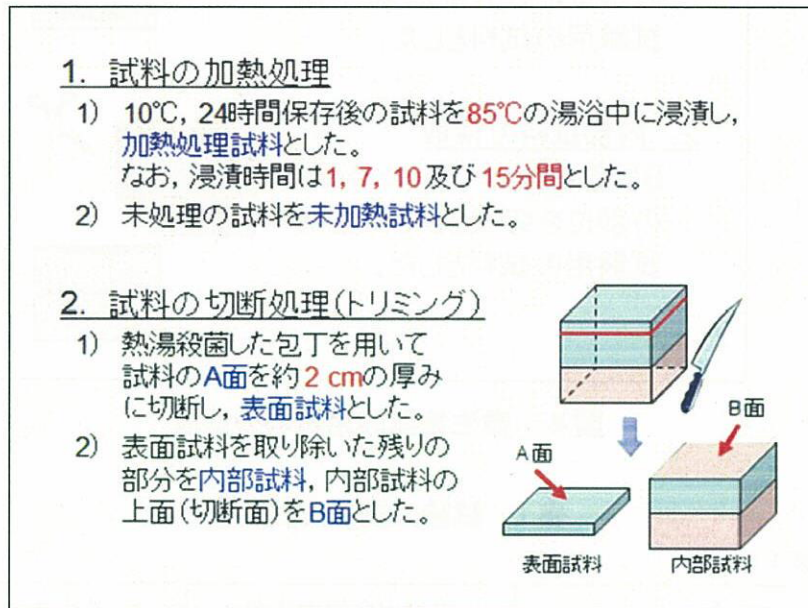 1. 試料の加熱処理
1) 10℃, 24時間保存後の試料を85℃の湯浴中に浸漬し,
加熱処理試料とした。
なお, 浸漬時間は1, 7, 10及び15分間とした。
2) 未処理の試料を未加熱試料とした。
2. 試料の切断処理(トリミング)
1) 熱湯殺菌した包丁を用いて
試料のA面を約2 cmの厚み
に切断し, 表面試料とした。
2) 表面試料を取り除いた残りの
部分を内部試料, 内部試料の
上面(切断面)をB面とした。
B面
A面
表面試料
内部試料